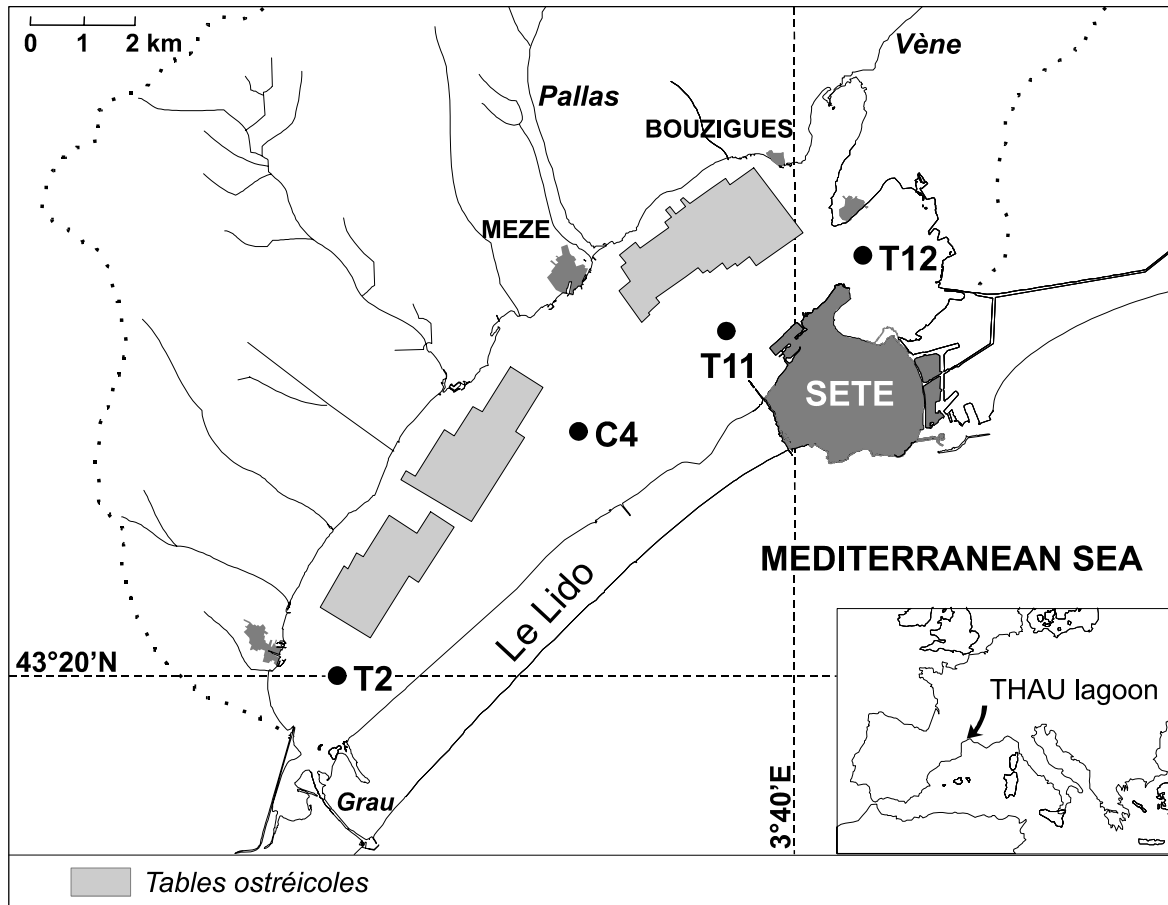 0 1 2 km
Vène
Pallas
BOUZIGUES
MEZE
T12
T11
SETE
C4
MEDITERRANEAN SEA
Le Lido
43°20'N
T2
THAU lagoon
3°40'E
Grau
Tables ostréicoles